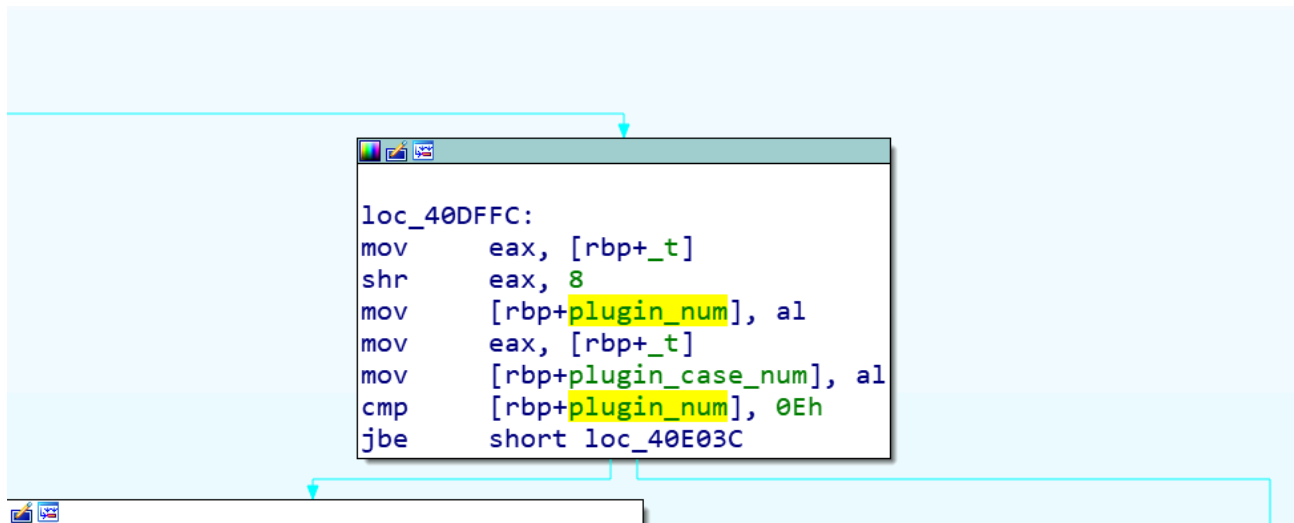 loc_40DFFC:
mov eax, [rbp+_t]
shr eax, 8
mov [rbp+plugin_num], al
mov eax, [rbp+_t]
mov [rbp+plugin_case_num], al
cmp [rbp+plugin_num], 0Eh
jbe short loc_40E03C